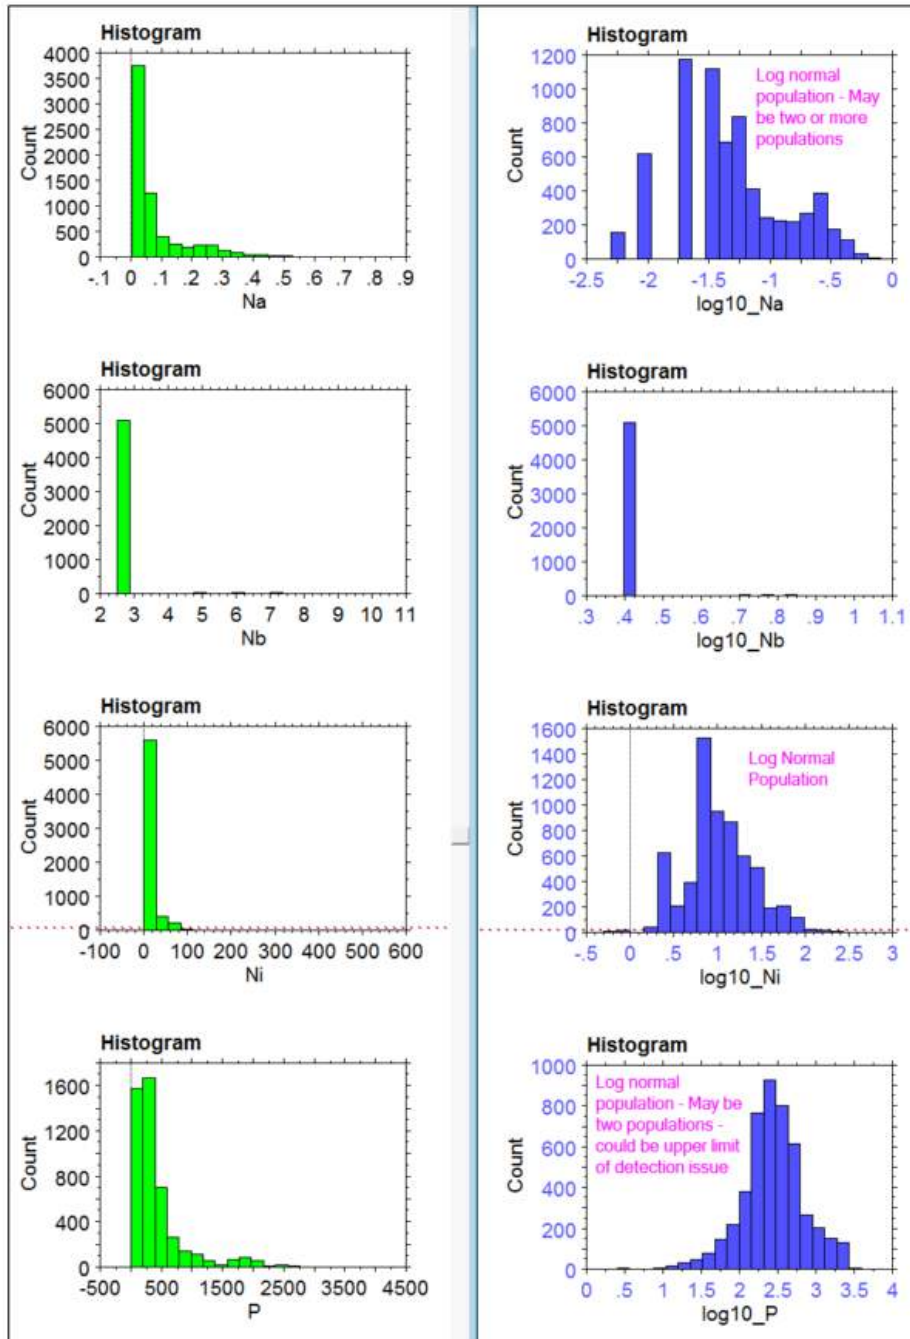 Histogram
4000
3500
3000
2500
2000
1500
1000
500
0
Count
-.1 0 .1 .2 .3 .4 .5 .6 .7 .8 .9
Na
Histogram
1200
1000
800
600
400
200
0
Count
Log normal
population - May
be two or more
populations
-2.5 -2 -1.5 -1 -.5 0
log10_Na
Histogram
6000
5000
4000
3000
2000
1000
0
Count
2 3 4 5 6 7 8 9 10 11
Nb
Histogram
6000
5000
4000
3000
2000
1000
0
Count
.3 .4 .5 .6 .7 .8 .9 1 1.1
log10_Nb
Histogram
6000
5000
4000
3000
2000
1000
0
Count
-100 0 100 200 300 400 500 600
Ni
Histogram
1600
1400
1200
1000
800
600
400
200
0
Count
Log Normal
Population
-.5 0 .5 1 1.5 2 2.5 3
log10_Ni
Histogram
1600
1200
800
400
0
Count
-500 500 1500 2500 3500 4500
P
Histogram
1000
800
600
400
200
0
Count
Log normal
population - May be
two populations -
could be upper limit
of detection issue
0 .5 1 1.5 2 2.5 3 3.5 4
log10_P